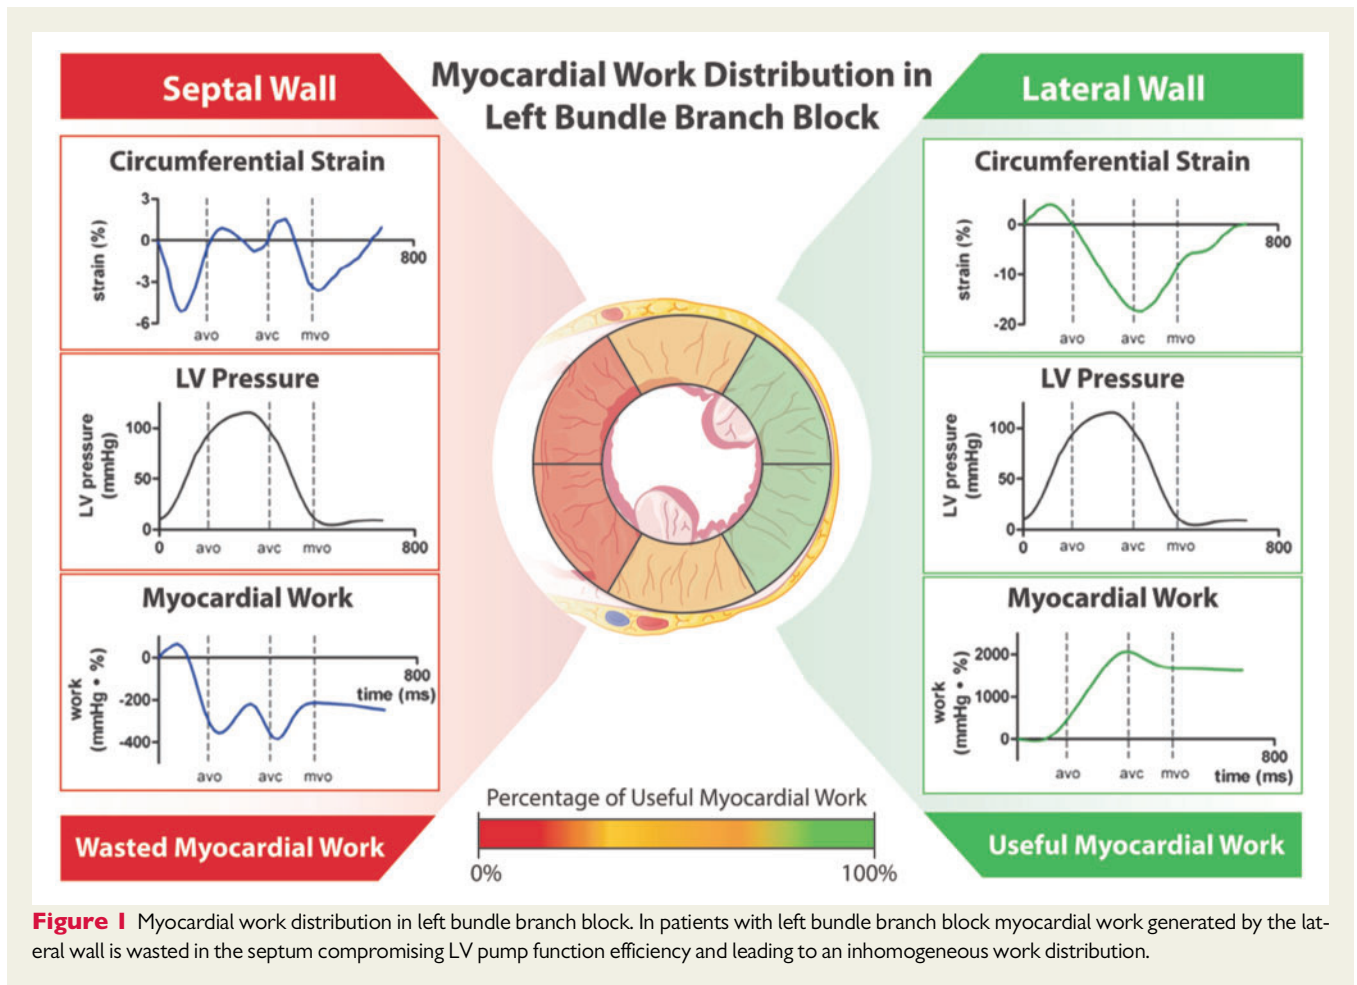 Septal Wall
Myocardial Work Distribution in
Left Bundle Branch Block
Lateral Wall
Circumferential Strain
strain (%)
3
0
-3
-6
800
avo avc mvo
LV Pressure
LV pressure
(mmHg)
100
50
0
0 avo avc mvo 800
Myocardial Work
work
(mmHg • %)
0
-200
-400
800
time (ms)
avo avc mvo
Wasted Myocardial Work
Circumferential Strain
strain (%)
0
-10
-20
800
avo avc mvo
LV Pressure
LV pressure
(mmHg)
100
50
0
0 avo avc mvo 800
Myocardial Work
work
(mmHg • %)
2000
1000
0
800
avo avc mvo time (ms)
Useful Myocardial Work
Percentage of Useful Myocardial Work
0% 100%
Figure 1 Myocardial work distribution in left bundle branch block. In patients with left bundle branch block myocardial work generated by the lat-
eral wall is wasted in the septum compromising LV pump function efficiency and leading to an inhomogeneous work distribution.